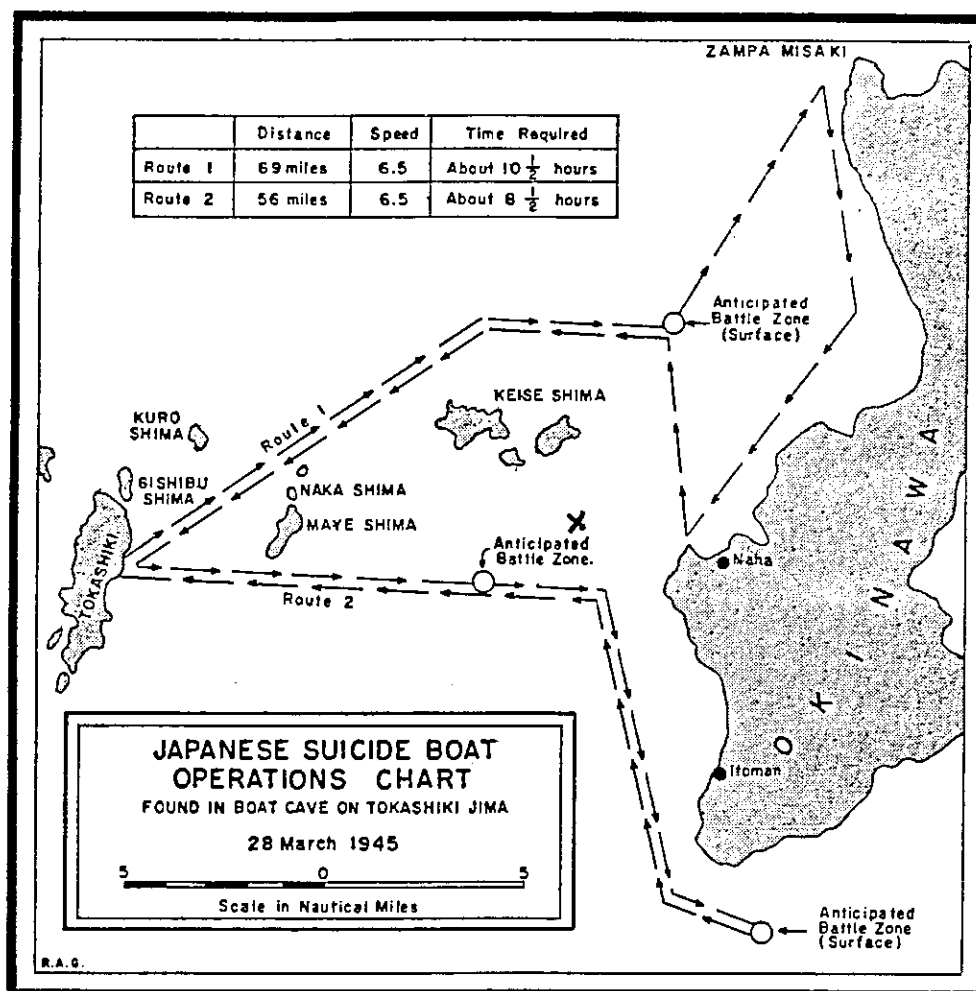 ZAMPA MISAKI
Distance Speed Time Required
Route 1 69 miles 6.5 About 10 1/2 hours
Route 2 56 miles 6.5 About 8 1/2 hours
Anticipated
Battle Zone
(Surface)
KEISE SHIMA
KURO
SHIMA
Route 1
GISHIBU
SHIMA
NAKA SHIMA
MAYE SHIMA
X
Anticipated
Battle Zone.
TOKASHIKI
Route 2
Naha
OKINAWA
Itoman
JAPANESE SUICIDE BOAT
OPERATIONS CHART
FOUND IN BOAT CAVE ON TOKASHIKI JIMA
28 March 1945
5 0 5
Scale in Nautical Miles
Anticipated
Battle Zone
(Surface)
R.A.G.